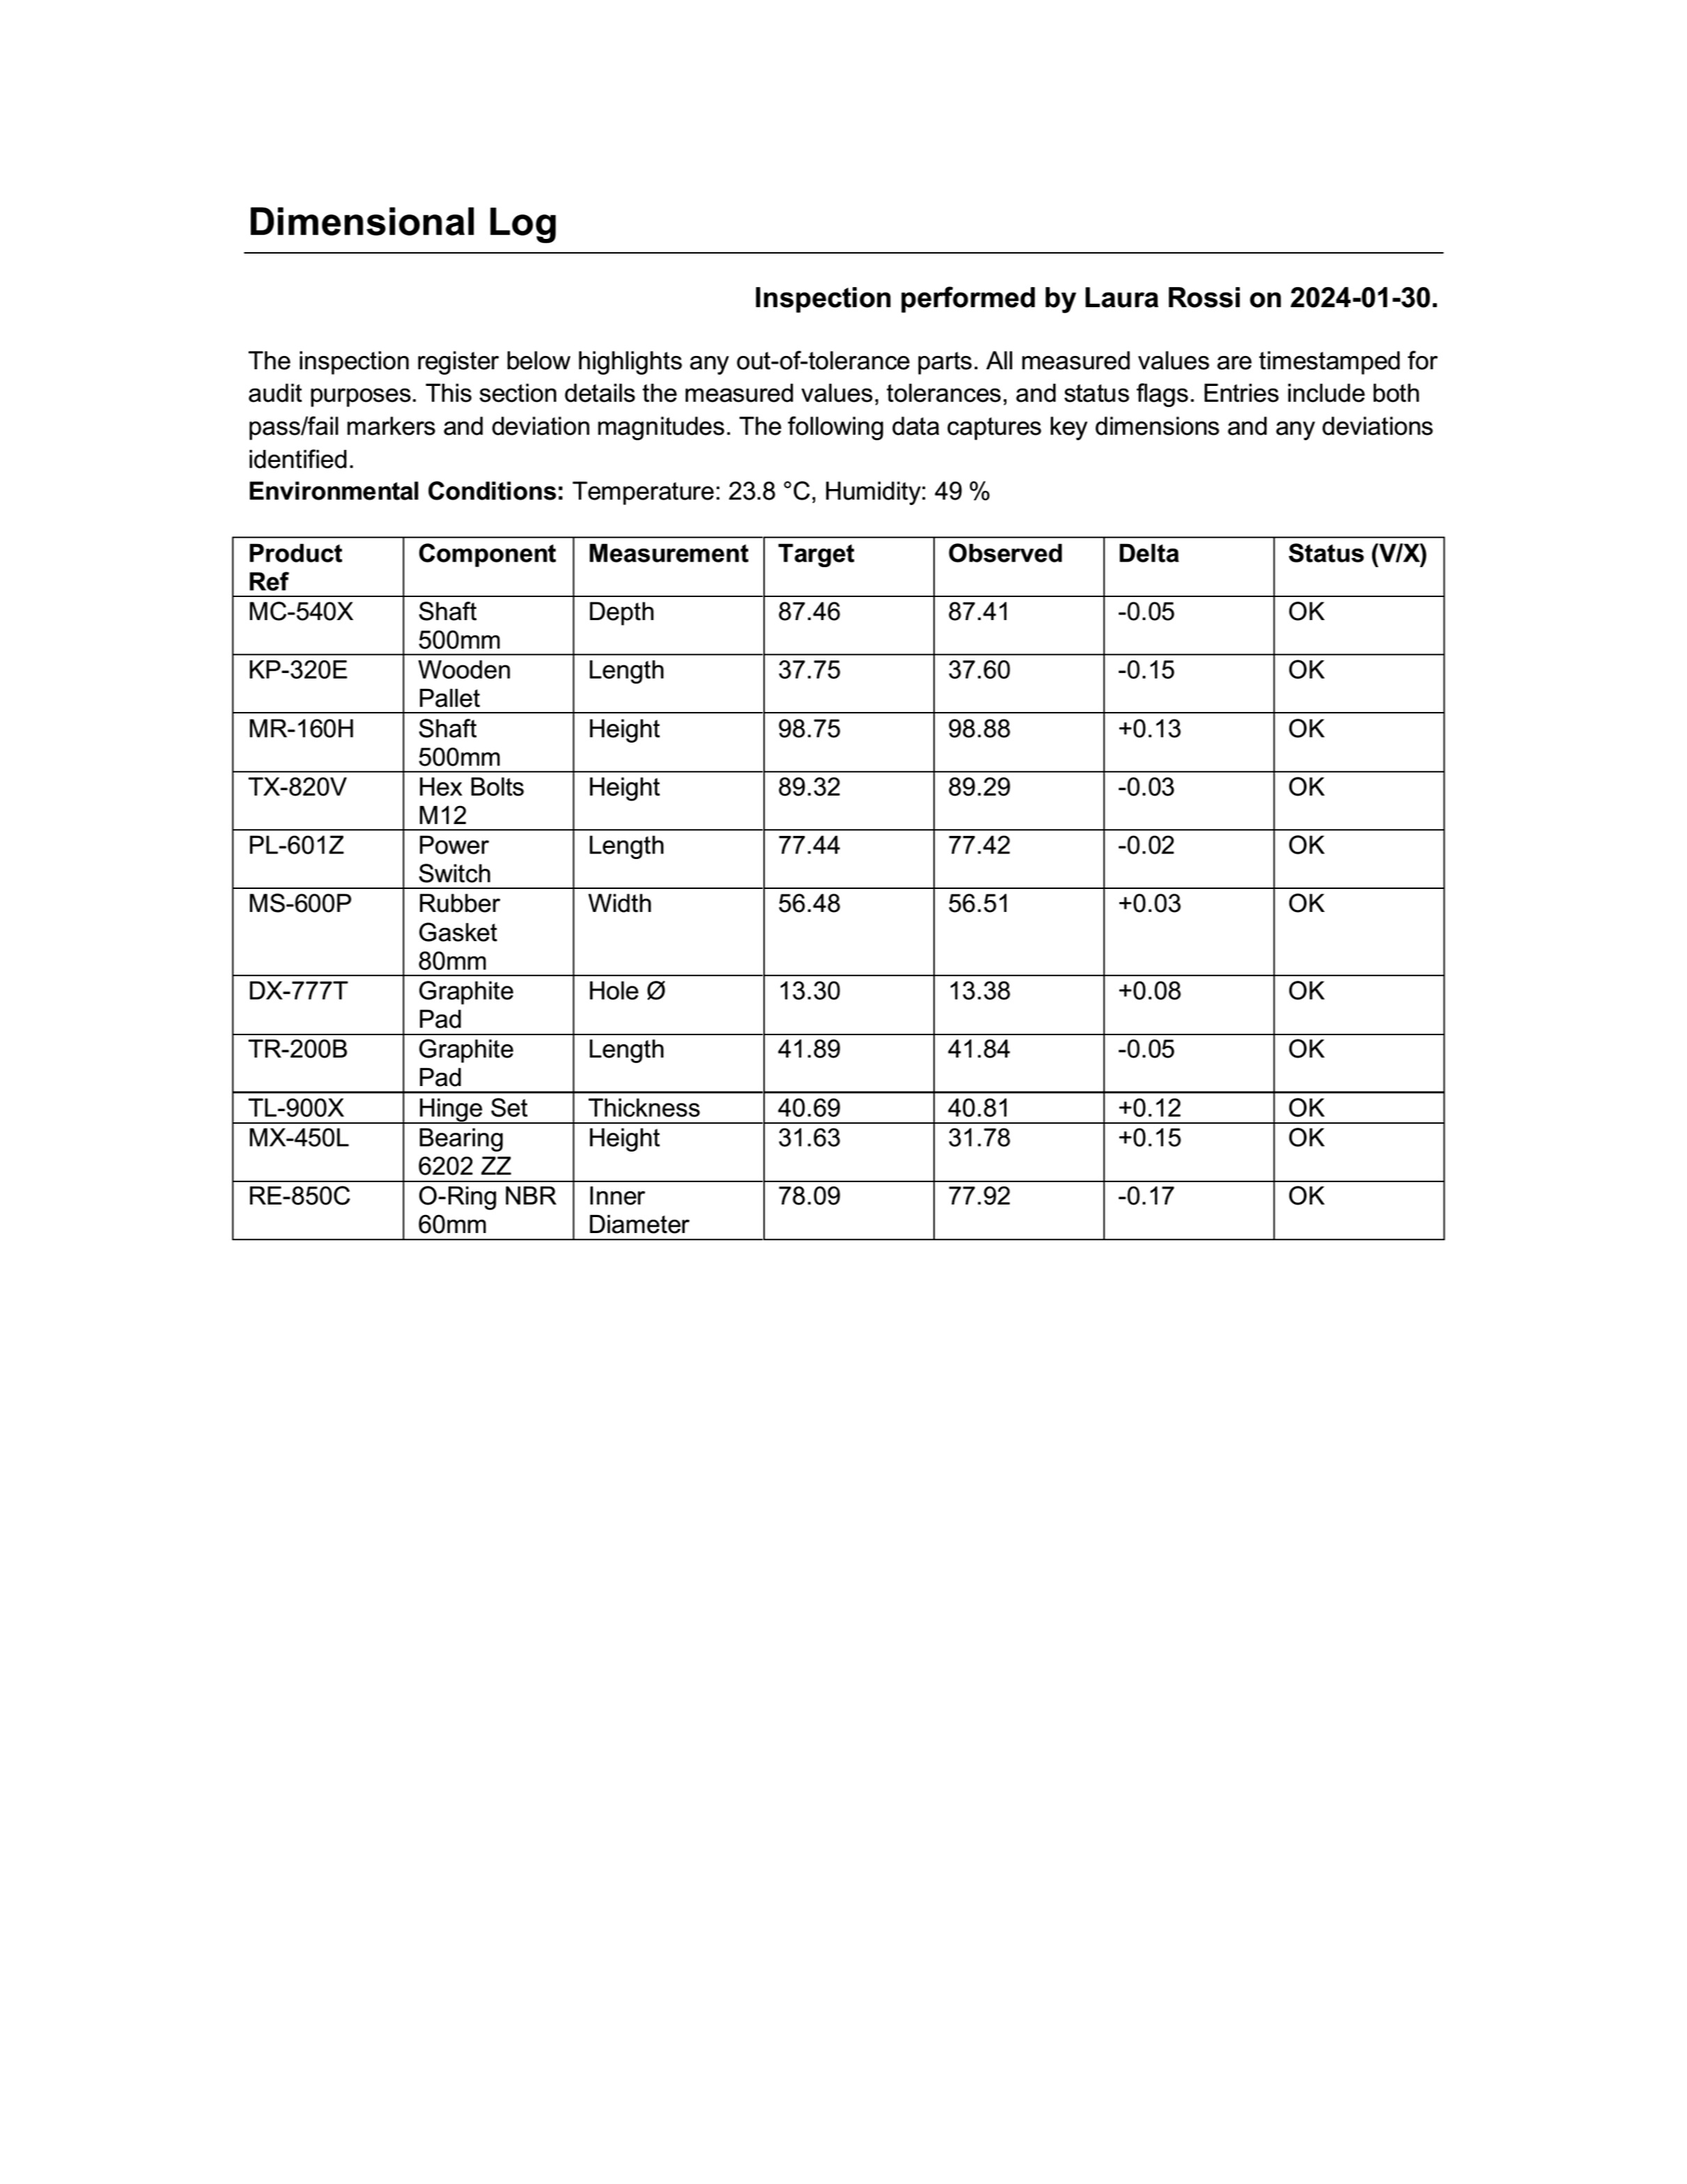 Dimensional Log
Inspection performed by Laura Rossi on 2024-01-30.
The inspection register below highlights any out-of-tolerance parts. All measured values are timestamped for
audit purposes. This section details the measured values, tolerances, and status flags. Entries include both
pass/fail markers and deviation magnitudes. The following data captures key dimensions and any deviations
identified.
Environmental Conditions: Temperature: 23.8 °C, Humidity: 49 %
Product Component Measurement Target Observed Delta Status (V/X)
Ref
MC-540X Shaft Depth 87.46 87.41 -0.05 OK
500mm
KP-320E Wooden Length 37.75 37.60 -0.15 OK
Pallet
MR-160H Shaft Height 98.75 98.88 +0.13 OK
500mm
TX-820V Hex Bolts Height 89.32 89.29 -0.03 OK
M12
PL-601Z Power Length 77.44 77.42 -0.02 OK
Switch
MS-600P Rubber Width 56.48 56.51 +0.03 OK
Gasket
80mm
DX-777T Graphite Hole Ø 13.30 13.38 +0.08 OK
Pad
TR-200B Graphite Length 41.89 41.84 -0.05 OK
Pad
TL-900X Hinge Set Thickness 40.69 40.81 +0.12 OK
MX-450L Bearing Height 31.63 31.78 +0.15 OK
6202 ZZ
RE-850C O-Ring NBR Inner 78.09 77.92 -0.17 OK
60mm Diameter